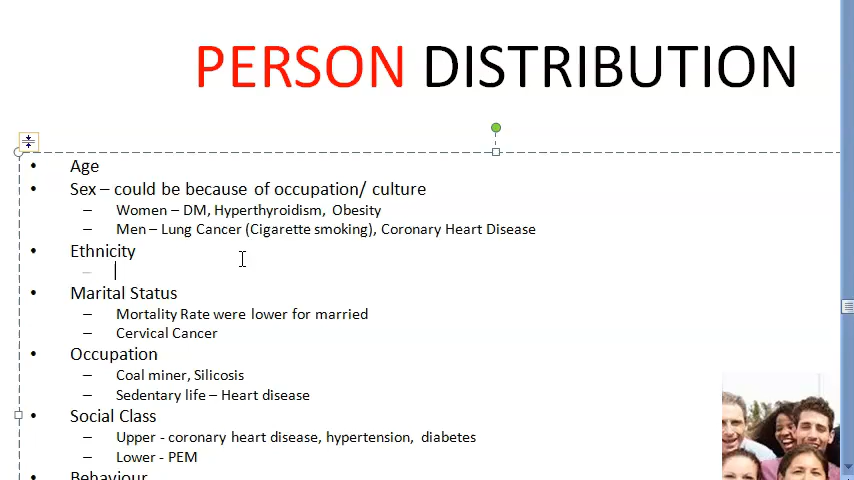 PERSON DISTRIBUTION
• Age
• Sex – could be because of occupation/ culture
– Women – DM, Hyperthyroidism, Obesity
– Men – Lung Cancer (Cigarette smoking), Coronary Heart Disease
• Ethnicity
–
• Marital Status
– Mortality Rate were lower for married
– Cervical Cancer
• Occupation
– Coal miner, Silicosis
– Sedentary life – Heart disease
• Social Class
– Upper - coronary heart disease, hypertension, diabetes
– Lower - PEM
• Behaviour